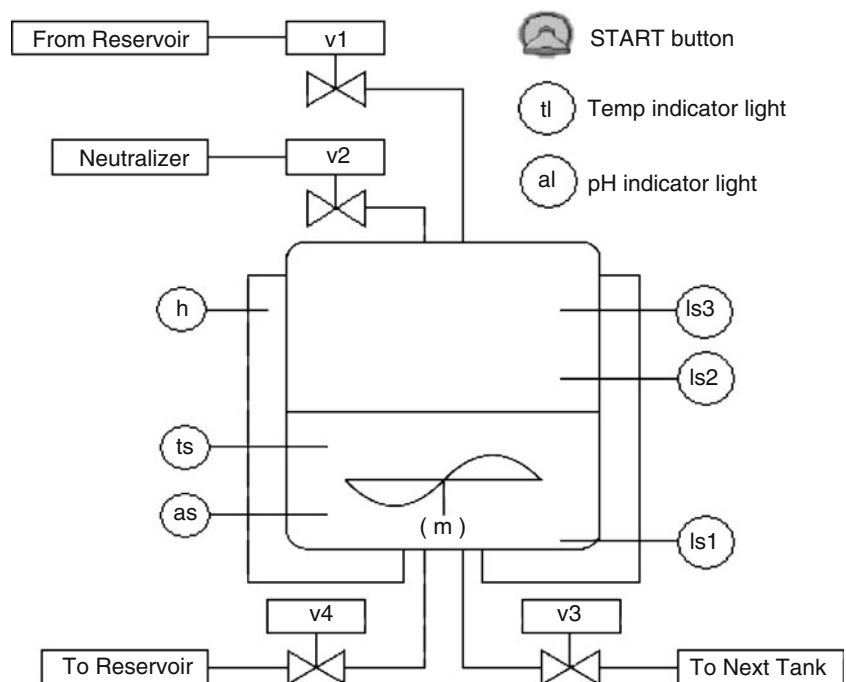 From Reservoir
v1
START button
tl
Temp indicator light
Neutralizer
v2
al
pH indicator light
h
ls3
ls2
ts
as
( m )
ls1
v4
v3
To Reservoir
To Next Tank